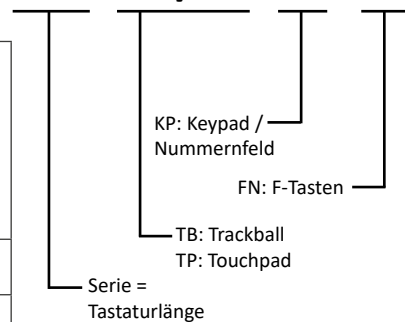 KP: Keypad /
Nummernfeld
FN: F-Tasten
TB: Trackball
TP: Touchpad
Serie =
Tastaturlänge